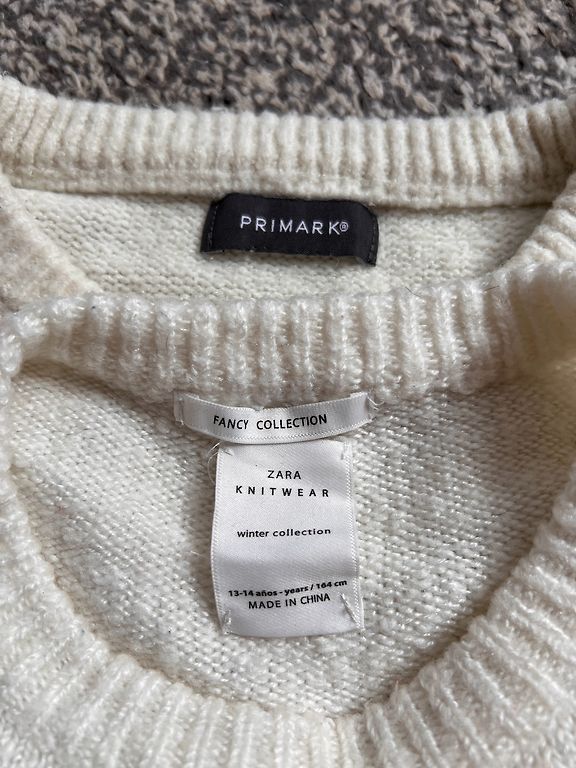 PRIMARK®
FANCY COLLECTION
ZARA
KNITWEAR
winter collection
13-14 años - years / 164 cm
MADE IN CHINA